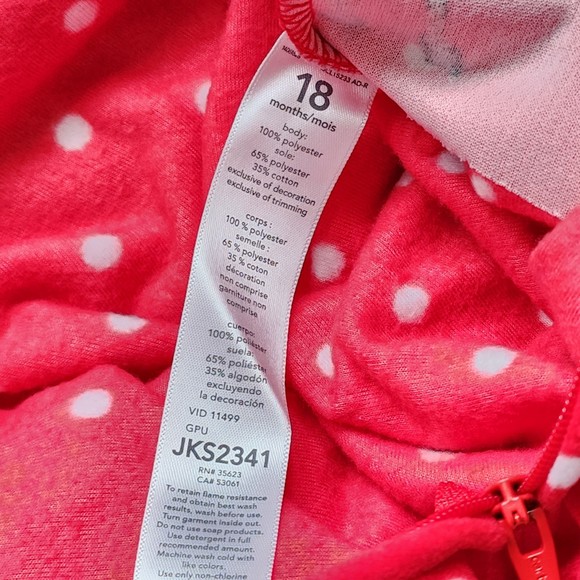 18
months/mois
body:
100% polyester
sole:
65% polyester
35% cotton
exclusive of decoration
exclusive of trimming
corps :
100 % polyester
semelle :
65 % polyester
35 % coton
décoration
non comprise
garniture non
comprise
cuerpo:
100% poliéster
suela:
65% poliéster
35% algodón
excluyendo
la decoración
VID 11499
GPU
JKS2341
RN# 35623
CA# 53061
To retain flame resistance
and obtain best wash
results, wash before use.
Turn garment inside out.
Do not use soap products.
Use detergent in full
recommended amount.
Machine wash cold with
like colors.
Use only non-chlorine